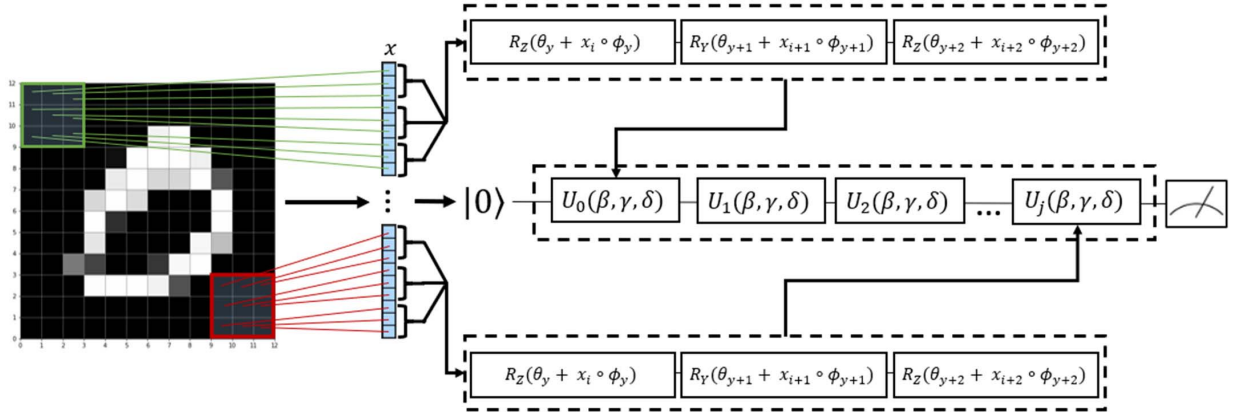 x
R_Z(θ_y + x_i ∘ ϕ_y) R_Y(θ_{y+1} + x_{i+1} ∘ ϕ_{y+1}) R_Z(θ_{y+2} + x_{i+2} ∘ ϕ_{y+2})
12
11
10
9
8
7
6
5
4
3
2
1
0
0 1 2 3 4 5 6 7 8 9 10 11 12
⋮
|0⟩ U_0(β, γ, δ) U_1(β, γ, δ) U_2(β, γ, δ) ... U_j(β, γ, δ)
R_Z(θ_y + x_i ∘ ϕ_y) R_Y(θ_{y+1} + x_{i+1} ∘ ϕ_{y+1}) R_Z(θ_{y+2} + x_{i+2} ∘ ϕ_{y+2})